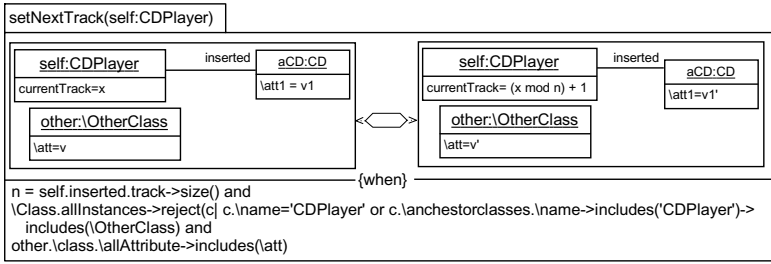 setNextTrack(self:CDPlayer)
self:CDPlayer
currentTrack=x
inserted
aCD:CD
\att1 = v1
other:\OtherClass
\att=v
self:CDPlayer
currentTrack= (x mod n) + 1
inserted
aCD:CD
\att1=v1'
other:\OtherClass
\att=v'
{when}
n = self.inserted.track->size() and
\Class.allInstances->reject(c| c.\name='CDPlayer' or c.\anchestorclasses.\name->includes('CDPlayer')->
includes(\OtherClass) and
other.\class.\allAttribute->includes(\att)